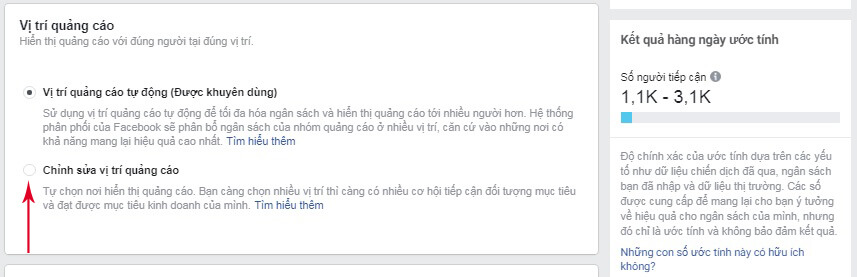 Vị trí quảng cáo
Hiển thị quảng cáo với đúng người tại đúng vị trí.
Vị trí quảng cáo tự động (Được khuyên dùng)
Sử dụng vị trí quảng cáo tự động để tối đa hóa ngân sách và hiển thị quảng cáo tới nhiều người hơn. Hệ thống
phân phối của Facebook sẽ phân bổ ngân sách của nhóm quảng cáo ở nhiều vị trí, căn cứ vào những nơi có
khả năng mang lại hiệu quả cao nhất. Tìm hiểu thêm
Chỉnh sửa vị trí quảng cáo
Tự chọn nơi hiển thị quảng cáo. Bạn càng chọn nhiều vị trí thì càng có nhiều cơ hội tiếp cận đối tượng mục tiêu
và đạt được mục tiêu kinh doanh của mình. Tìm hiểu thêm
Kết quả hàng ngày ước tính
Số người tiếp cận
1,1K - 3,1K
Độ chính xác của ước tính dựa trên các yếu
tố như dữ liệu chiến dịch đã qua, ngân sách
bạn đã nhập và dữ liệu thị trường. Các số
được cung cấp để mang lại cho bạn ý tưởng
về hiệu quả cho ngân sách của mình, nhưng
đó chỉ là ước tính và không bảo đảm kết quả.
Những con số ước tính này có hữu ích
không?